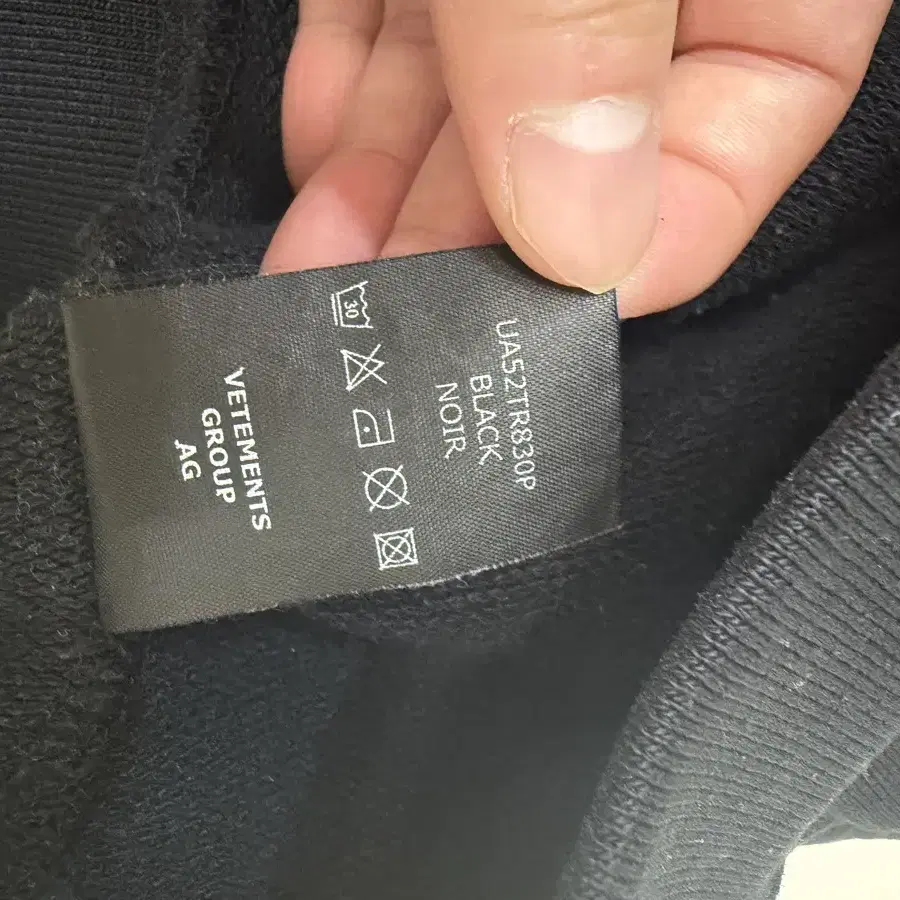 UA52TR830P
BLACK
NOIR
30
VETEMENTS
GROUP
AG